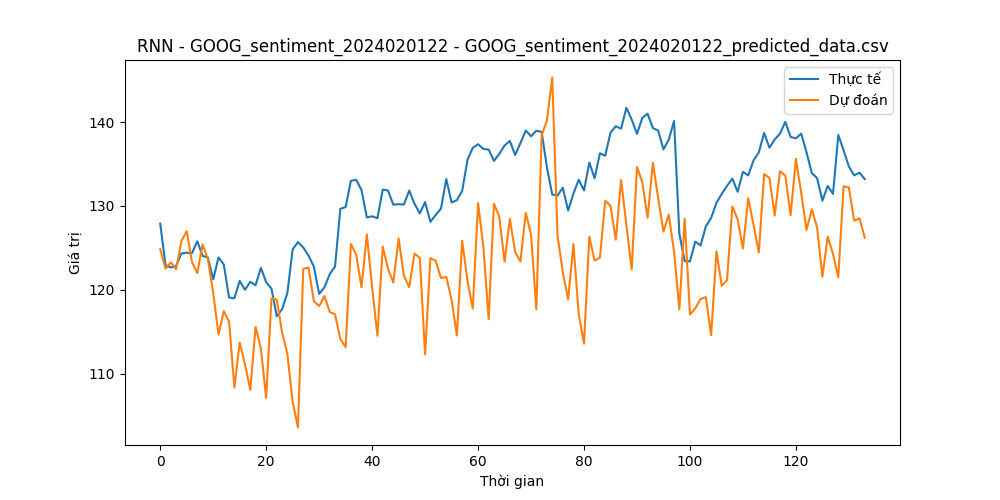 RNN - GOOG_sentiment_2024020122 - GOOG_sentiment_2024020122_predicted_data.csv
Thực tế
Dự đoán
Giá trị
140
130
120
110
0 20 40 60 80 100 120
Thời gian